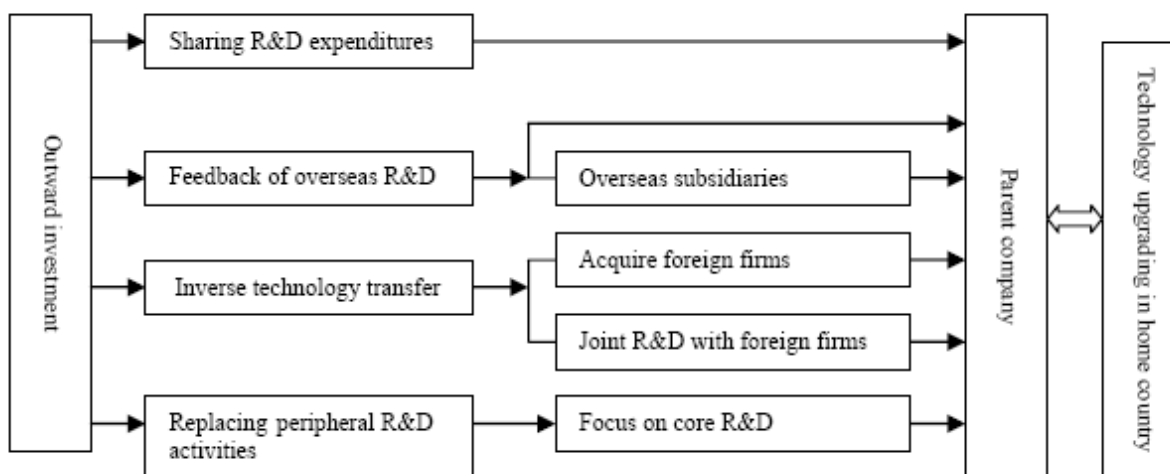 Outward investment
Sharing R&D expenditures
Feedback of overseas R&D
Overseas subsidiaries
Inverse technology transfer
Acquire foreign firms
Joint R&D with foreign firms
Replacing peripheral R&D
activities
Focus on core R&D
Parent company
Technology upgrading in home country